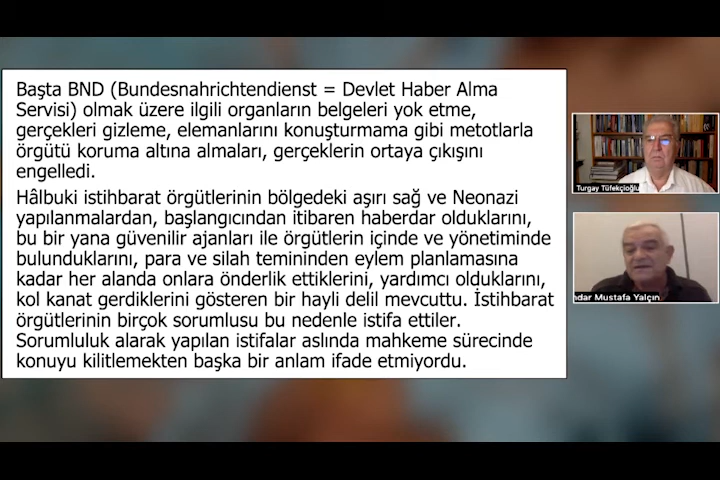 Başta BND (Bundesnahrichtendienst = Devlet Haber Alma
Servisi) olmak üzere ilgili organların belgeleri yok etme,
gerçekleri gizleme, elemanlarını konuşturmama gibi metotlarla
örgütü koruma altına almaları, gerçeklerin ortaya çıkışını
engelledi.
Hâlbuki istihbarat örgütlerinin bölgedeki aşırı sağ ve Neonazi
yapılanmalardan, başlangıcından itibaren haberdar olduklarını,
bu bir yana güvenilir ajanları ile örgütlerin içinde ve yönetiminde
bulunduklarını, para ve silah temininden eylem planlamasına
kadar her alanda onlara önderlik ettiklerini, yardımcı olduklarını,
kol kanat gerdiklerini gösteren bir hayli delil mevcuttu. İstihbarat
örgütlerinin birçok sorumlusu bu nedenle istifa ettiler.
Sorumluluk alarak yapılan istifalar aslında mahkeme sürecinde
konuyu kilitlemekten başka bir anlam ifade etmiyordu.
Turgay Tüfekçioğlu
ndar Mustafa Yalçın